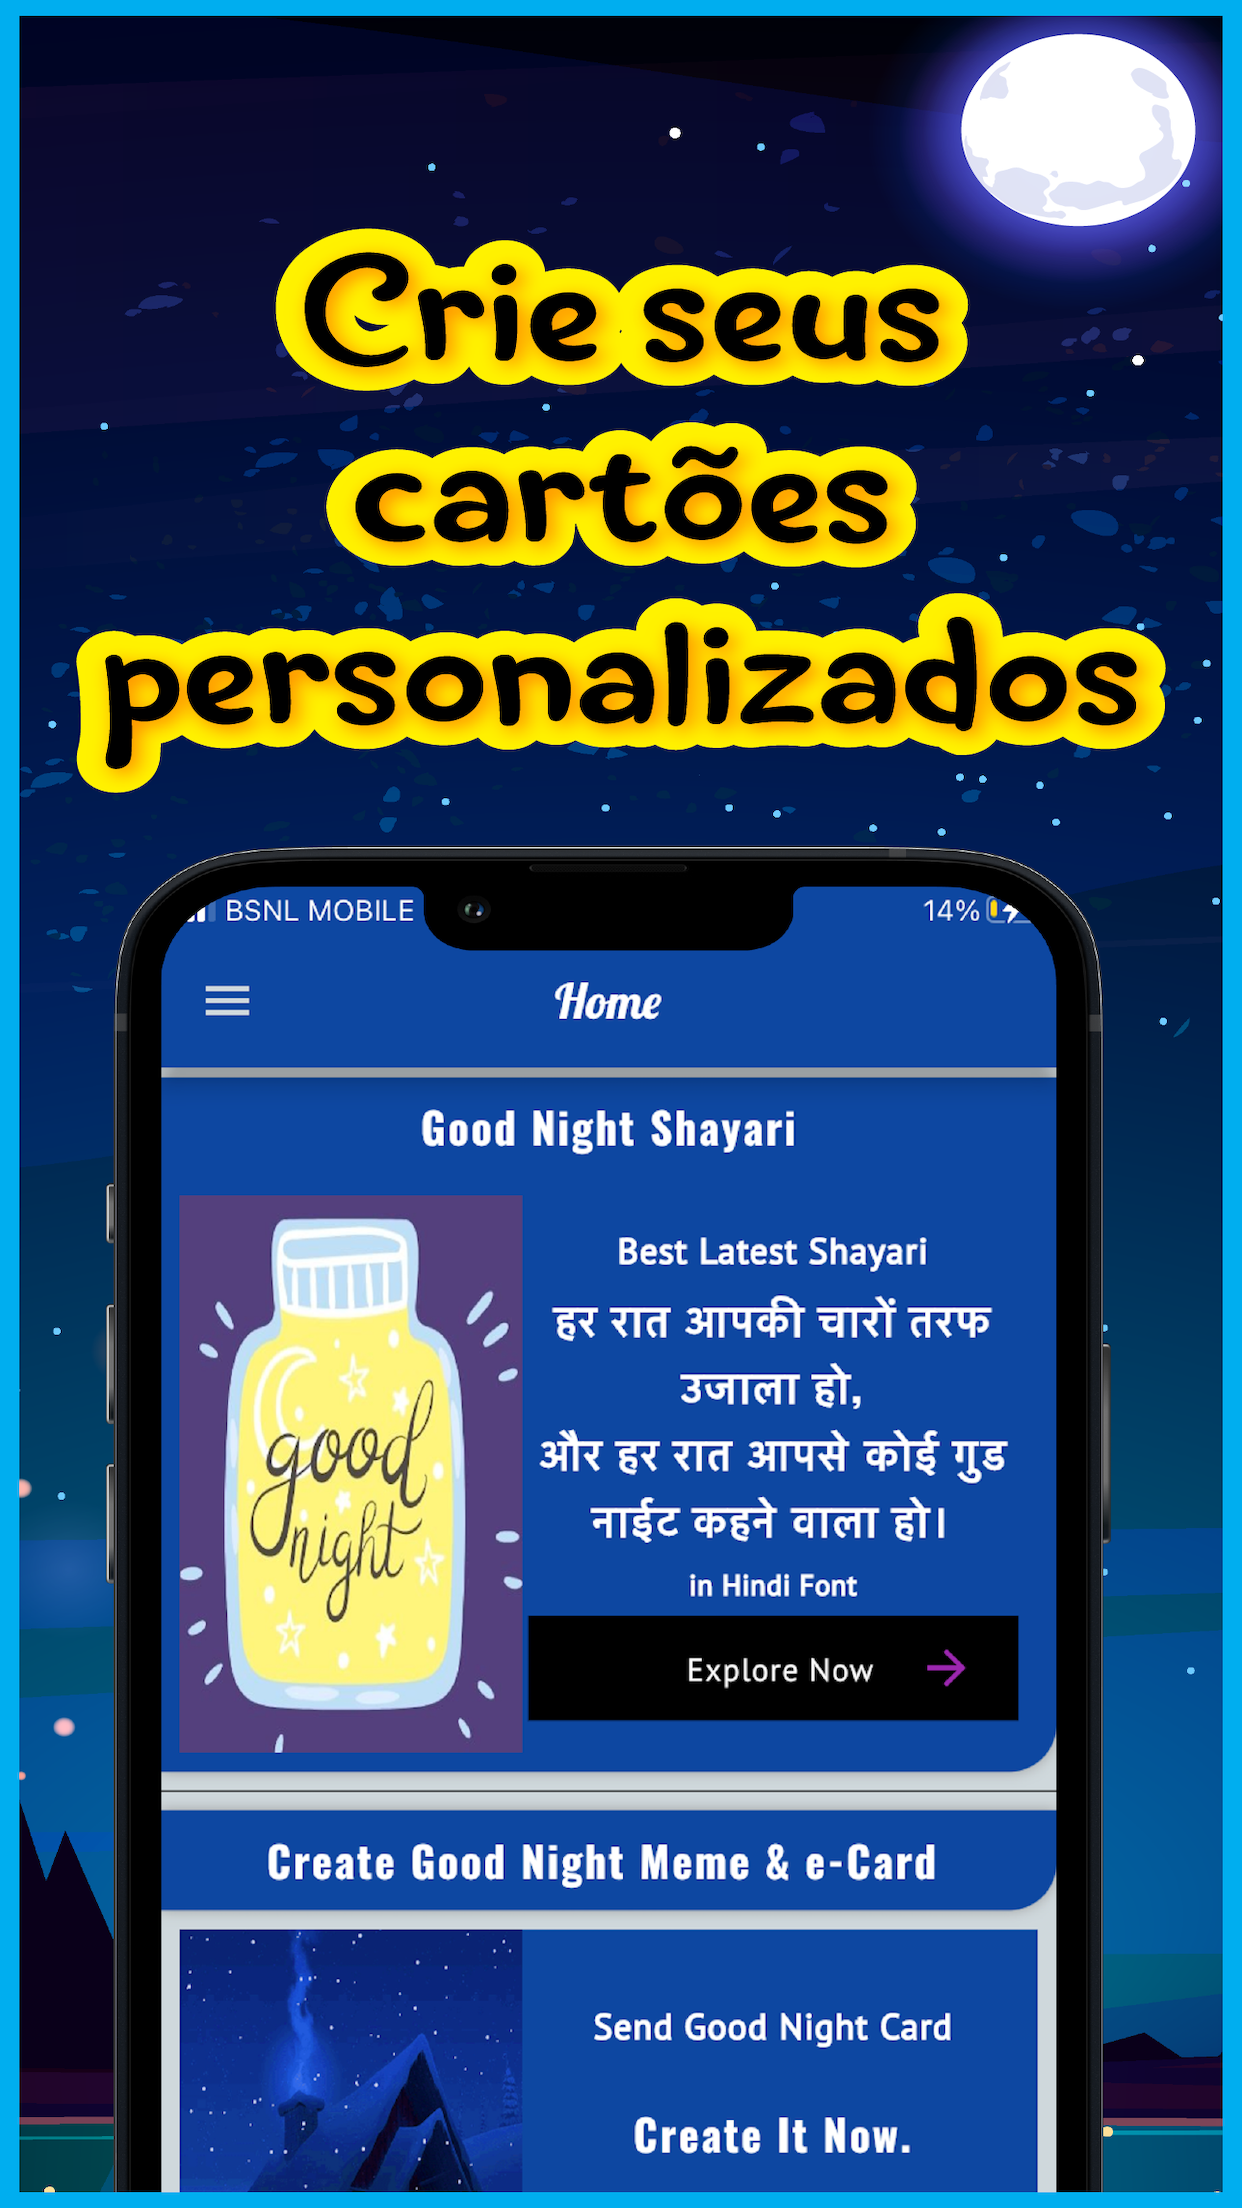 Crie seus
cartões
personalizados
BSNL MOBILE
14%
Home
Good Night Shayari
good
night
Best Latest Shayari
हर रात आपकी चारों तरफ
उजाला हो,
और हर रात आपसे कोई गुड
नाईट कहने वाला हो।
in Hindi Font
Explore Now
Create Good Night Meme & e-Card
Send Good Night Card
Create It Now.